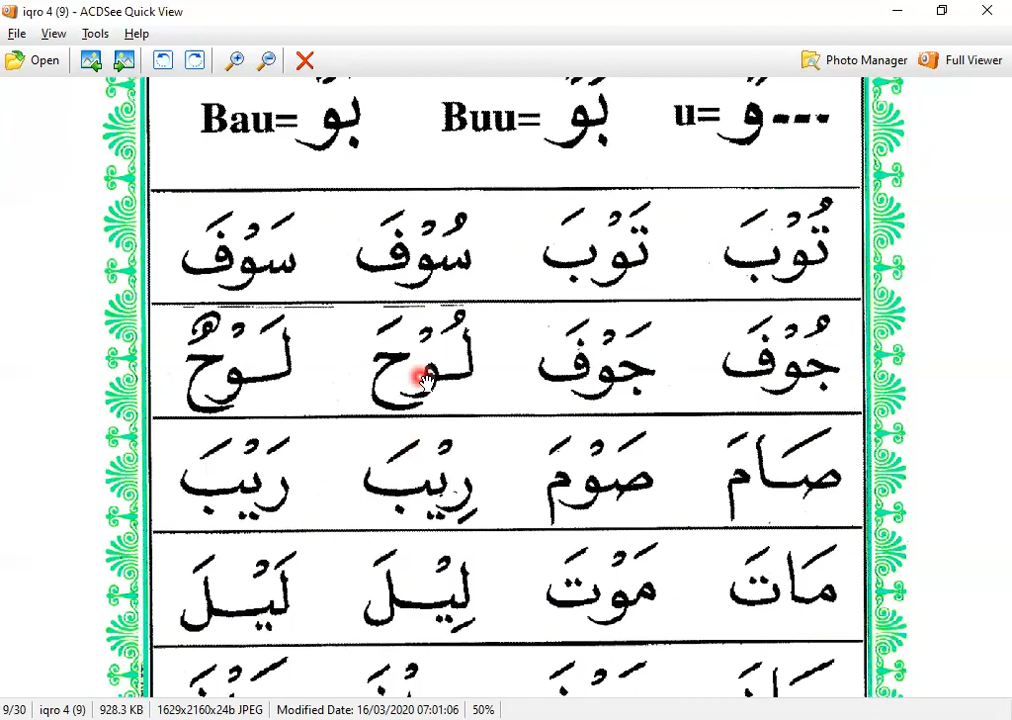 iqro 4 (9) - ACDSee Quick View
File View Tools Help
Open Photo Manager Full Viewer
Bau= بَوْ Buu= بُوْ u= وْ---
تُوْبَ تَوْبَ سُوْفَ سَوْفَ
جُوْفَ جَوْفَ لُوْحَ لَوْحٌ
صَامَ صَوْمَ رِيْبَ رَيْبَ
مَاتَ مَوْتَ لِيْلَ لَيْلَ
9/30 iqro 4 (9) 928.3 KB 1629x2160x24b JPEG Modified Date: 16/03/2020 07:01:06 50%